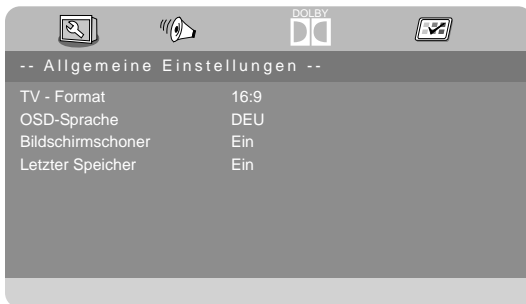 DOLBY
-- Allgemeine Einstellungen --
TV - Format 16:9
OSD-Sprache DEU
Bildschirmschoner Ein
Letzter Speicher Ein